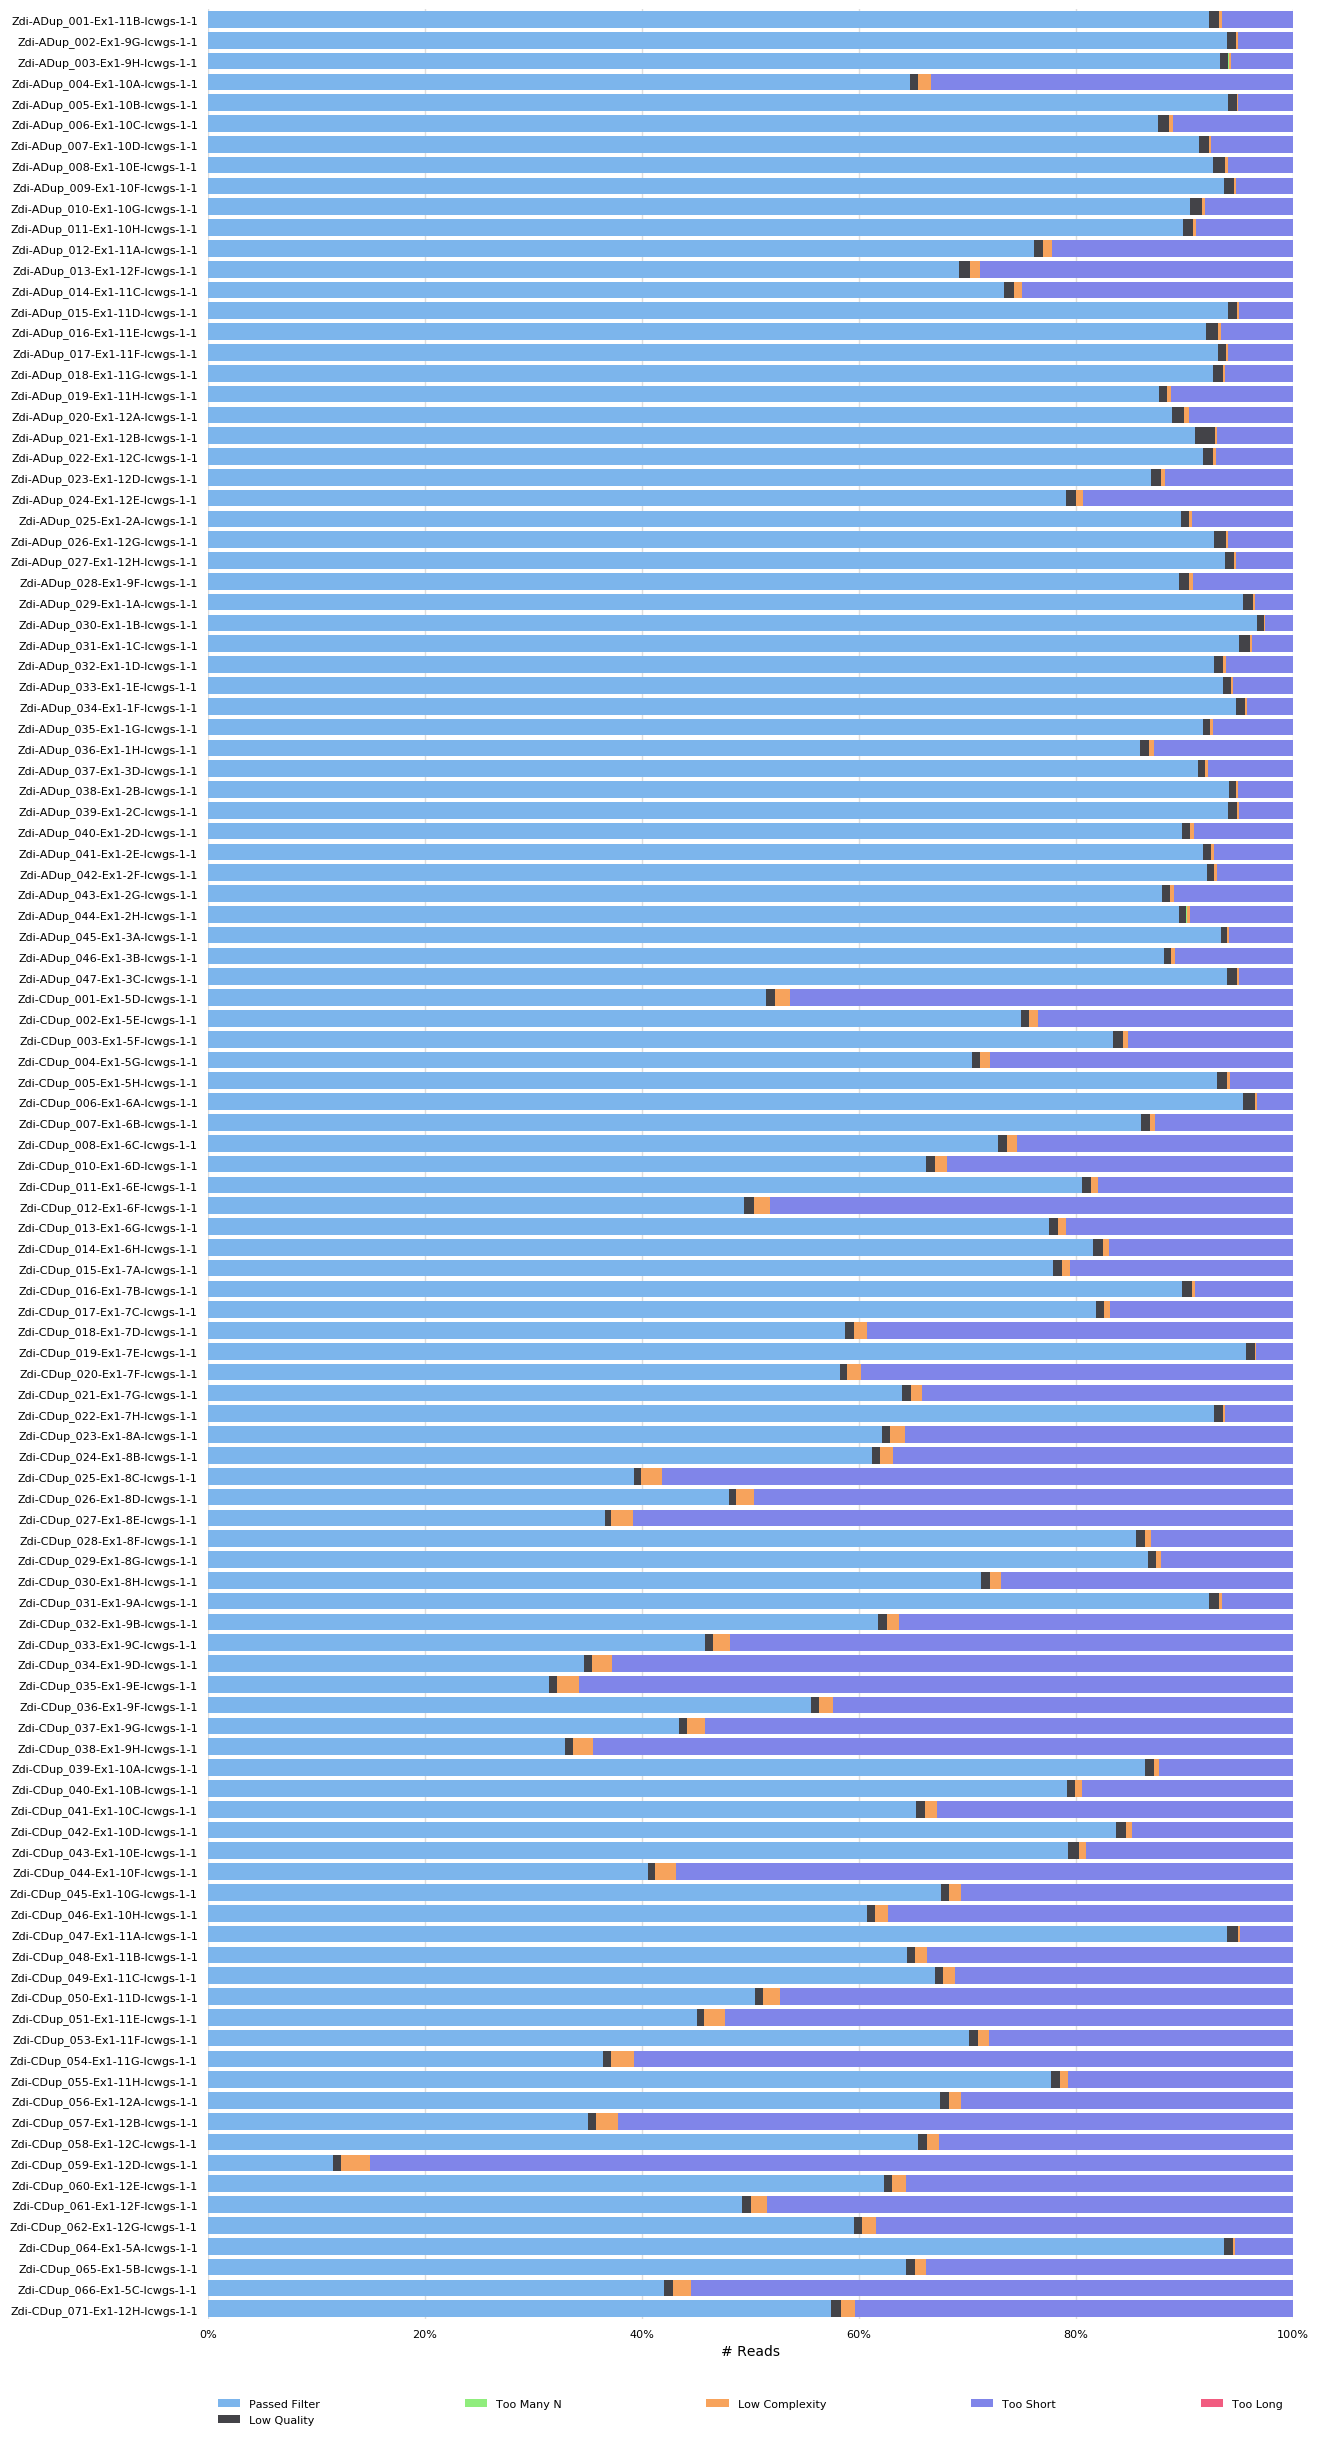 Zdi-ADup_001-Ex1-11B-lcwgs-1-1
Zdi-ADup_002-Ex1-9G-lcwgs-1-1
Zdi-ADup_003-Ex1-9H-lcwgs-1-1
Zdi-ADup_004-Ex1-10A-lcwgs-1-1
Zdi-ADup_005-Ex1-10B-lcwgs-1-1
Zdi-ADup_006-Ex1-10C-lcwgs-1-1
Zdi-ADup_007-Ex1-10D-lcwgs-1-1
Zdi-ADup_008-Ex1-10E-lcwgs-1-1
Zdi-ADup_009-Ex1-10F-lcwgs-1-1
Zdi-ADup_010-Ex1-10G-lcwgs-1-1
Zdi-ADup_011-Ex1-10H-lcwgs-1-1
Zdi-ADup_012-Ex1-11A-lcwgs-1-1
Zdi-ADup_013-Ex1-12F-lcwgs-1-1
Zdi-ADup_014-Ex1-11C-lcwgs-1-1
Zdi-ADup_015-Ex1-11D-lcwgs-1-1
Zdi-ADup_016-Ex1-11E-lcwgs-1-1
Zdi-ADup_017-Ex1-11F-lcwgs-1-1
Zdi-ADup_018-Ex1-11G-lcwgs-1-1
Zdi-ADup_019-Ex1-11H-lcwgs-1-1
Zdi-ADup_020-Ex1-12A-lcwgs-1-1
Zdi-ADup_021-Ex1-12B-lcwgs-1-1
Zdi-ADup_022-Ex1-12C-lcwgs-1-1
Zdi-ADup_023-Ex1-12D-lcwgs-1-1
Zdi-ADup_024-Ex1-12E-lcwgs-1-1
Zdi-ADup_025-Ex1-2A-lcwgs-1-1
Zdi-ADup_026-Ex1-12G-lcwgs-1-1
Zdi-ADup_027-Ex1-12H-lcwgs-1-1
Zdi-ADup_028-Ex1-9F-lcwgs-1-1
Zdi-ADup_029-Ex1-1A-lcwgs-1-1
Zdi-ADup_030-Ex1-1B-lcwgs-1-1
Zdi-ADup_031-Ex1-1C-lcwgs-1-1
Zdi-ADup_032-Ex1-1D-lcwgs-1-1
Zdi-ADup_033-Ex1-1E-lcwgs-1-1
Zdi-ADup_034-Ex1-1F-lcwgs-1-1
Zdi-ADup_035-Ex1-1G-lcwgs-1-1
Zdi-ADup_036-Ex1-1H-lcwgs-1-1
Zdi-ADup_037-Ex1-3D-lcwgs-1-1
Zdi-ADup_038-Ex1-2B-lcwgs-1-1
Zdi-ADup_039-Ex1-2C-lcwgs-1-1
Zdi-ADup_040-Ex1-2D-lcwgs-1-1
Zdi-ADup_041-Ex1-2E-lcwgs-1-1
Zdi-ADup_042-Ex1-2F-lcwgs-1-1
Zdi-ADup_043-Ex1-2G-lcwgs-1-1
Zdi-ADup_044-Ex1-2H-lcwgs-1-1
Zdi-ADup_045-Ex1-3A-lcwgs-1-1
Zdi-ADup_046-Ex1-3B-lcwgs-1-1
Zdi-ADup_047-Ex1-3C-lcwgs-1-1
Zdi-CDup_001-Ex1-5D-lcwgs-1-1
Zdi-CDup_002-Ex1-5E-lcwgs-1-1
Zdi-CDup_003-Ex1-5F-lcwgs-1-1
Zdi-CDup_004-Ex1-5G-lcwgs-1-1
Zdi-CDup_005-Ex1-5H-lcwgs-1-1
Zdi-CDup_006-Ex1-6A-lcwgs-1-1
Zdi-CDup_007-Ex1-6B-lcwgs-1-1
Zdi-CDup_008-Ex1-6C-lcwgs-1-1
Zdi-CDup_010-Ex1-6D-lcwgs-1-1
Zdi-CDup_011-Ex1-6E-lcwgs-1-1
Zdi-CDup_012-Ex1-6F-lcwgs-1-1
Zdi-CDup_013-Ex1-6G-lcwgs-1-1
Zdi-CDup_014-Ex1-6H-lcwgs-1-1
Zdi-CDup_015-Ex1-7A-lcwgs-1-1
Zdi-CDup_016-Ex1-7B-lcwgs-1-1
Zdi-CDup_017-Ex1-7C-lcwgs-1-1
Zdi-CDup_018-Ex1-7D-lcwgs-1-1
Zdi-CDup_019-Ex1-7E-lcwgs-1-1
Zdi-CDup_020-Ex1-7F-lcwgs-1-1
Zdi-CDup_021-Ex1-7G-lcwgs-1-1
Zdi-CDup_022-Ex1-7H-lcwgs-1-1
Zdi-CDup_023-Ex1-8A-lcwgs-1-1
Zdi-CDup_024-Ex1-8B-lcwgs-1-1
Zdi-CDup_025-Ex1-8C-lcwgs-1-1
Zdi-CDup_026-Ex1-8D-lcwgs-1-1
Zdi-CDup_027-Ex1-8E-lcwgs-1-1
Zdi-CDup_028-Ex1-8F-lcwgs-1-1
Zdi-CDup_029-Ex1-8G-lcwgs-1-1
Zdi-CDup_030-Ex1-8H-lcwgs-1-1
Zdi-CDup_031-Ex1-9A-lcwgs-1-1
Zdi-CDup_032-Ex1-9B-lcwgs-1-1
Zdi-CDup_033-Ex1-9C-lcwgs-1-1
Zdi-CDup_034-Ex1-9D-lcwgs-1-1
Zdi-CDup_035-Ex1-9E-lcwgs-1-1
Zdi-CDup_036-Ex1-9F-lcwgs-1-1
Zdi-CDup_037-Ex1-9G-lcwgs-1-1
Zdi-CDup_038-Ex1-9H-lcwgs-1-1
Zdi-CDup_039-Ex1-10A-lcwgs-1-1
Zdi-CDup_040-Ex1-10B-lcwgs-1-1
Zdi-CDup_041-Ex1-10C-lcwgs-1-1
Zdi-CDup_042-Ex1-10D-lcwgs-1-1
Zdi-CDup_043-Ex1-10E-lcwgs-1-1
Zdi-CDup_044-Ex1-10F-lcwgs-1-1
Zdi-CDup_045-Ex1-10G-lcwgs-1-1
Zdi-CDup_046-Ex1-10H-lcwgs-1-1
Zdi-CDup_047-Ex1-11A-lcwgs-1-1
Zdi-CDup_048-Ex1-11B-lcwgs-1-1
Zdi-CDup_049-Ex1-11C-lcwgs-1-1
Zdi-CDup_050-Ex1-11D-lcwgs-1-1
Zdi-CDup_051-Ex1-11E-lcwgs-1-1
Zdi-CDup_053-Ex1-11F-lcwgs-1-1
Zdi-CDup_054-Ex1-11G-lcwgs-1-1
Zdi-CDup_055-Ex1-11H-lcwgs-1-1
Zdi-CDup_056-Ex1-12A-lcwgs-1-1
Zdi-CDup_057-Ex1-12B-lcwgs-1-1
Zdi-CDup_058-Ex1-12C-lcwgs-1-1
Zdi-CDup_059-Ex1-12D-lcwgs-1-1
Zdi-CDup_060-Ex1-12E-lcwgs-1-1
Zdi-CDup_061-Ex1-12F-lcwgs-1-1
Zdi-CDup_062-Ex1-12G-lcwgs-1-1
Zdi-CDup_064-Ex1-5A-lcwgs-1-1
Zdi-CDup_065-Ex1-5B-lcwgs-1-1
Zdi-CDup_066-Ex1-5C-lcwgs-1-1
Zdi-CDup_071-Ex1-12H-lcwgs-1-1
0% 20% 40% 60% 80% 100%
# Reads
Passed Filter Too Many N Low Complexity Too Short Too Long
Low Quality